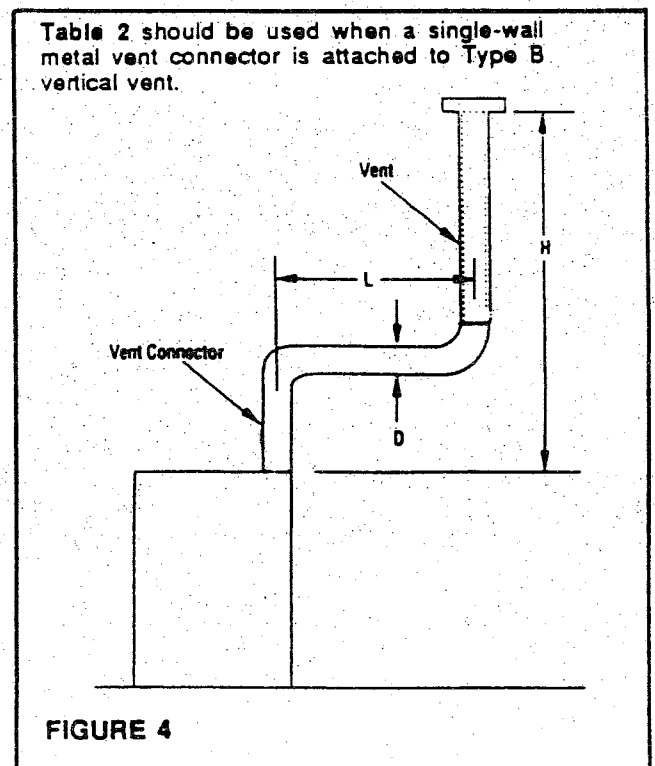 Table 2 should be used when a single-wall
metal vent connector is attached to Type B
vertical vent.
Vent
H
L
Vent Connector
D
FIGURE 4